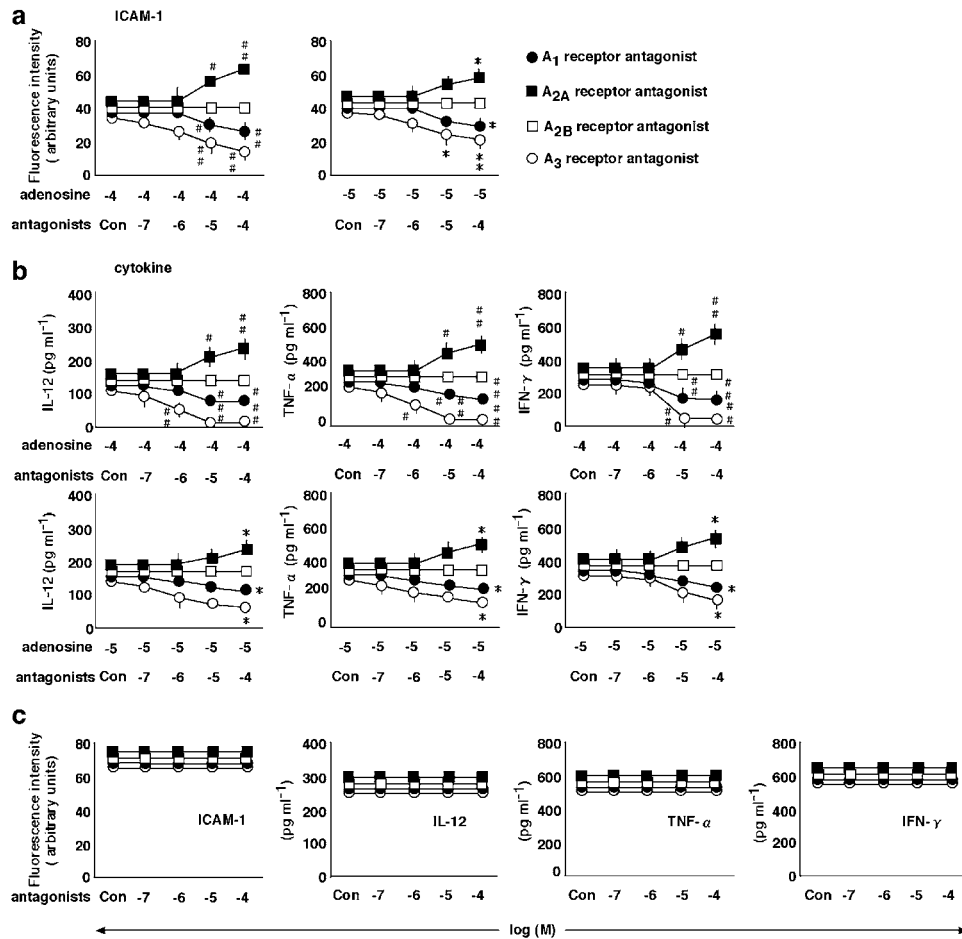 a
ICAM-1
Fluorescence intensity
( arbitrary units)
80
60
40
20
0
# # # # # # # # # #
80
60
40
20
0
* * * * *
A1 receptor antagonist
A2A receptor antagonist
A2B receptor antagonist
A3 receptor antagonist
adenosine -4 -4 -4 -4 -4 -5 -5 -5 -5 -5
antagonists Con -7 -6 -5 -4 Con -7 -6 -5 -4
b
cytokine
IL-12 (pg ml−1)
400
300
200
100
0
TNF-α (pg ml−1)
800
600
400
200
0
IFN-γ (pg ml−1)
800
600
400
200
0
adenosine -4 -4 -4 -4 -4 -4 -4 -4 -4 -4 -4 -4 -4 -4 -4
antagonists Con -7 -6 -5 -4 Con -7 -6 -5 -4 Con -7 -6 -5 -4
IL-12 (pg ml−1)
400
300
200
100
0
* * *
TNF-α (pg ml−1)
800
600
400
200
0
* * *
IFN-γ (pg ml−1)
800
600
400
200
0
* * *
adenosine -5 -5 -5 -5 -5 -5 -5 -5 -5 -5 -5 -5 -5 -5 -5
antagonists Con -7 -6 -5 -4 Con -7 -6 -5 -4 Con -7 -6 -5 -4
c
Fluorescence intensity
( arbitrary units)
80
60
40
20
0
ICAM-1
(pg ml−1)
400
300
200
100
0
IL-12
(pg ml−1)
800
600
400
200
0
TNF-α
(pg ml−1)
800
600
400
200
0
IFN-γ
antagonists Con -7 -6 -5 -4 Con -7 -6 -5 -4 Con -7 -6 -5 -4 Con -7 -6 -5 -4
log (M)